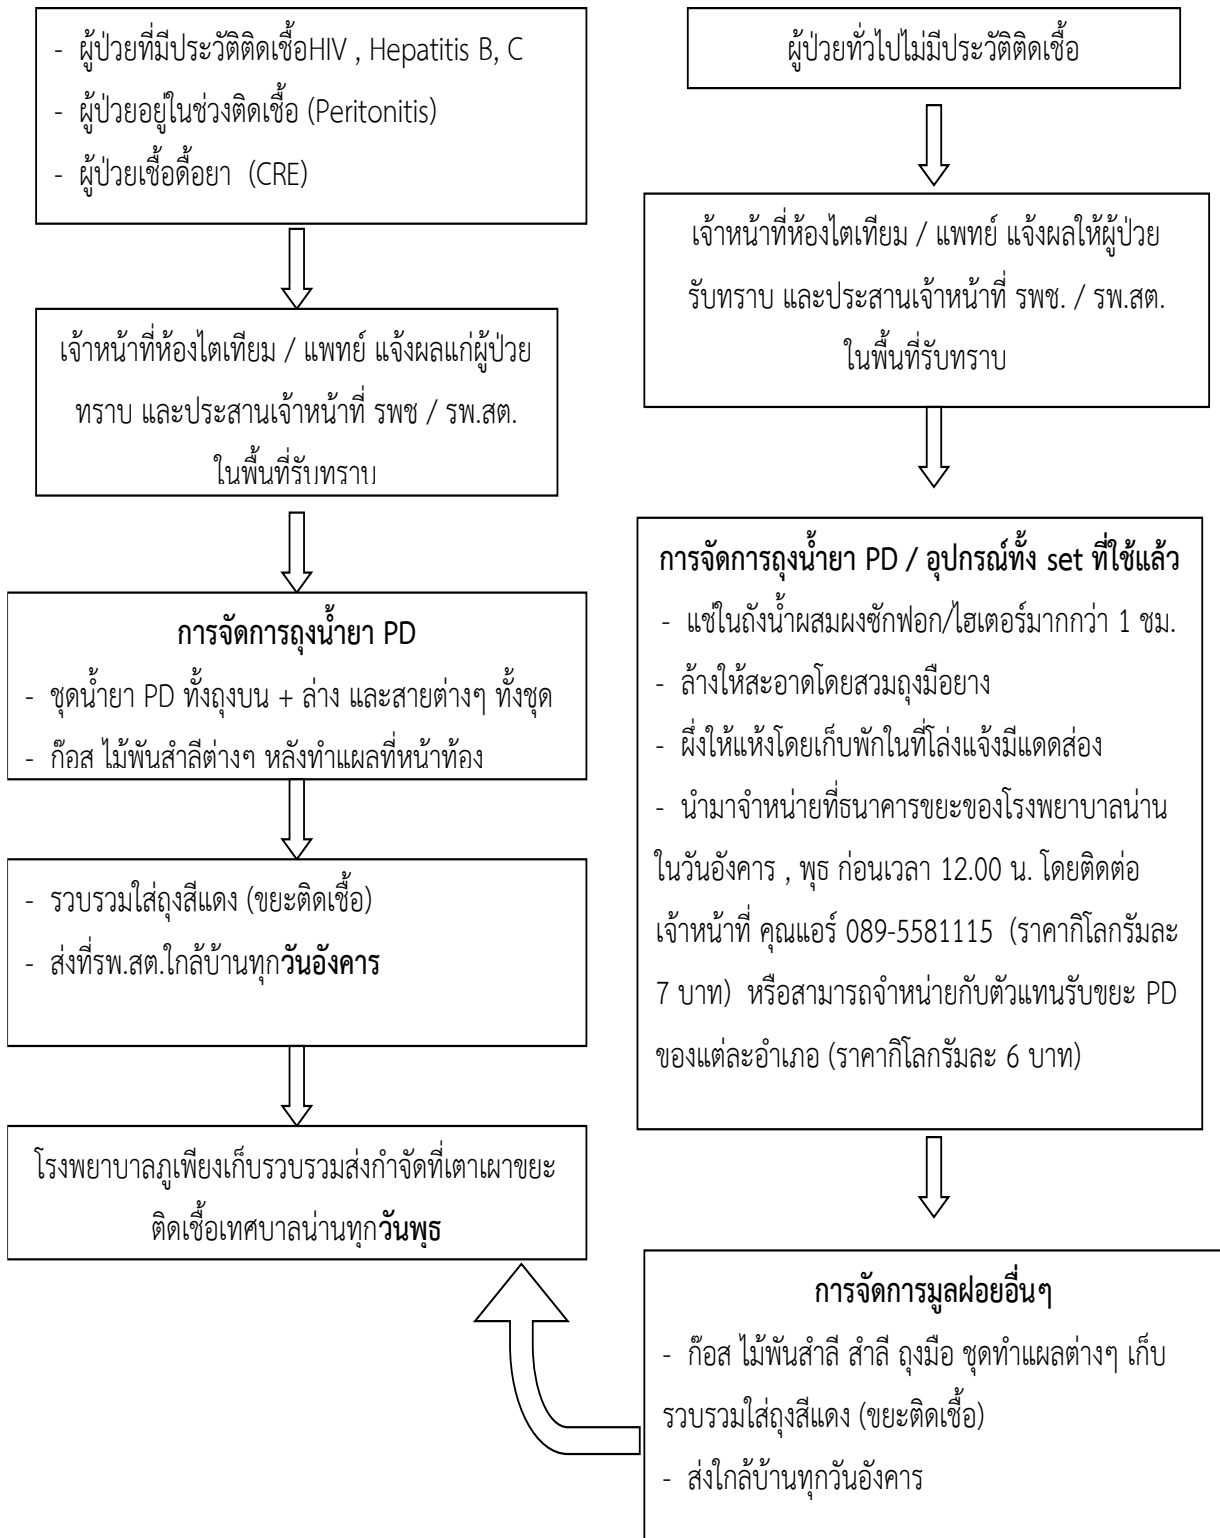 - ผู้ป่วยที่มีประวัติติดเชื้อHIV , Hepatitis B, C
- ผู้ป่วยอยู่ในช่วงติดเชื้อ (Peritonitis)
- ผู้ป่วยเชื้อดื้อยา (CRE)
เจ้าหน้าที่ห้องไตเทียม / แพทย์ แจ้งผลแก่ผู้ป่วย
ทราบ และประสานเจ้าหน้าที่ รพช / รพ.สต.
ในพื้นที่รับทราบ
การจัดการถุงน้ำยา PD
- ชุดน้ำยา PD ทั้งถุงบน + ล่าง และสายต่างๆ ทั้งชุด
- ก๊อส ไม้พันสำลีต่างๆ หลังทำแผลที่หน้าท้อง
- รวบรวมใส่ถุงสีแดง (ขยะติดเชื้อ)
- ส่งที่รพ.สต.ใกล้บ้านทุกวันอังคาร
โรงพยาบาลภูเพียงเก็บรวบรวมส่งกำจัดที่เตาเผาขยะ
ติดเชื้อเทศบาลน่านทุกวันพุธ
ผู้ป่วยทั่วไปไม่มีประวัติติดเชื้อ
เจ้าหน้าที่ห้องไตเทียม / แพทย์ แจ้งผลให้ผู้ป่วย
รับทราบ และประสานเจ้าหน้าที่ รพช. / รพ.สต.
ในพื้นที่รับทราบ
การจัดการถุงน้ำยา PD / อุปกรณ์ทั้ง set ที่ใช้แล้ว
- แช่ในถังน้ำผสมผงซักฟอก/ไฮเตอร์มากกว่า 1 ชม.
- ล้างให้สะอาดโดยสวมถุงมือยาง
- ผึ่งให้แห้งโดยเก็บพักในที่โล่งแจ้งมีแดดส่อง
- นำมาจำหน่ายที่ธนาคารขยะของโรงพยาบาลน่าน
ในวันอังคาร , พุธ ก่อนเวลา 12.00 น. โดยติดต่อ
เจ้าหน้าที่ คุณแอร์ 089-5581115 (ราคากิโลกรัมละ
7 บาท) หรือสามารถจำหน่ายกับตัวแทนรับขยะ PD
ของแต่ละอำเภอ (ราคากิโลกรัมละ 6 บาท)
การจัดการมูลฝอยอื่นๆ
- ก๊อส ไม้พันสำลี สำลี ถุงมือ ชุดทำแผลต่างๆ เก็บ
รวบรวมใส่ถุงสีแดง (ขยะติดเชื้อ)
- ส่งใกล้บ้านทุกวันอังคาร